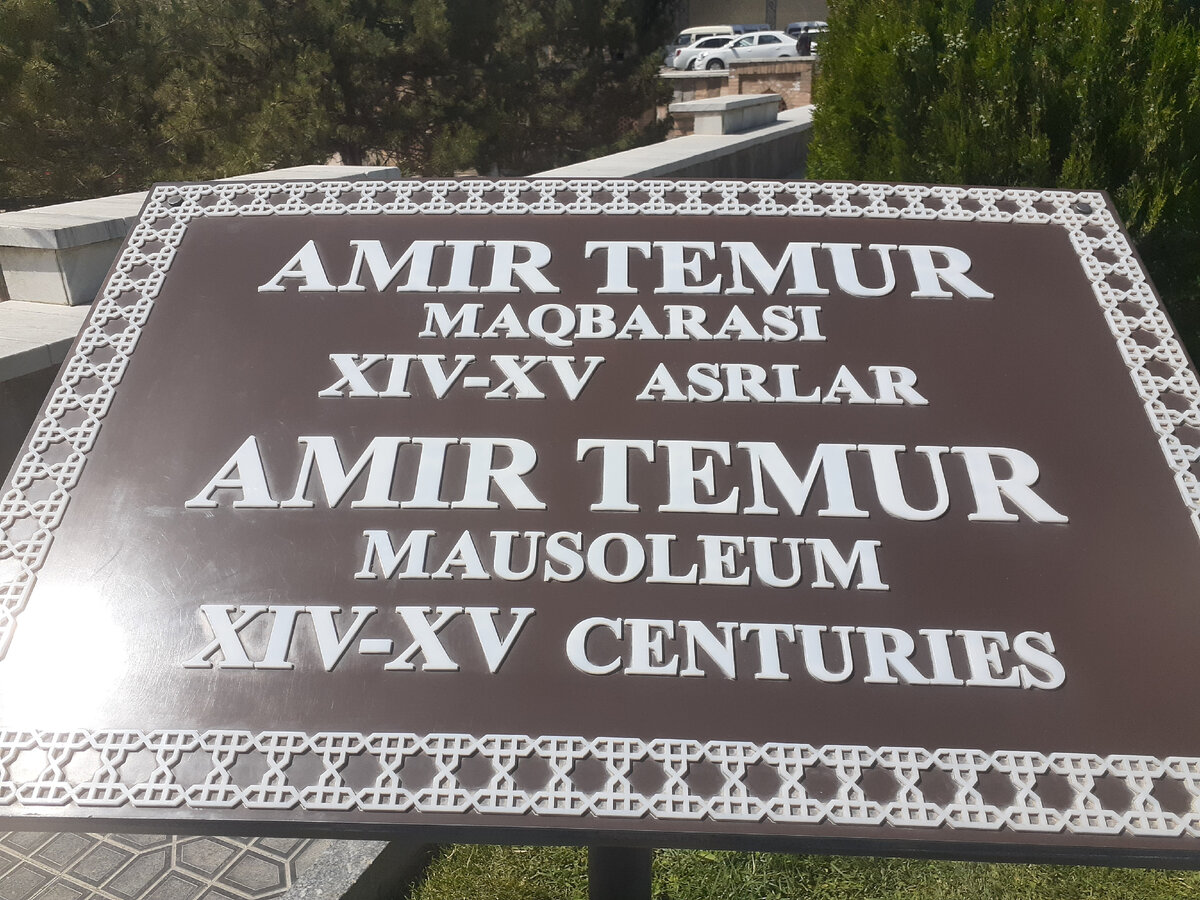 AMIR TEMUR
MAQBARASI
XIV-XV ASRLAR
AMIR TEMUR
MAUSOLEUM
XIV-XV CENTURIES